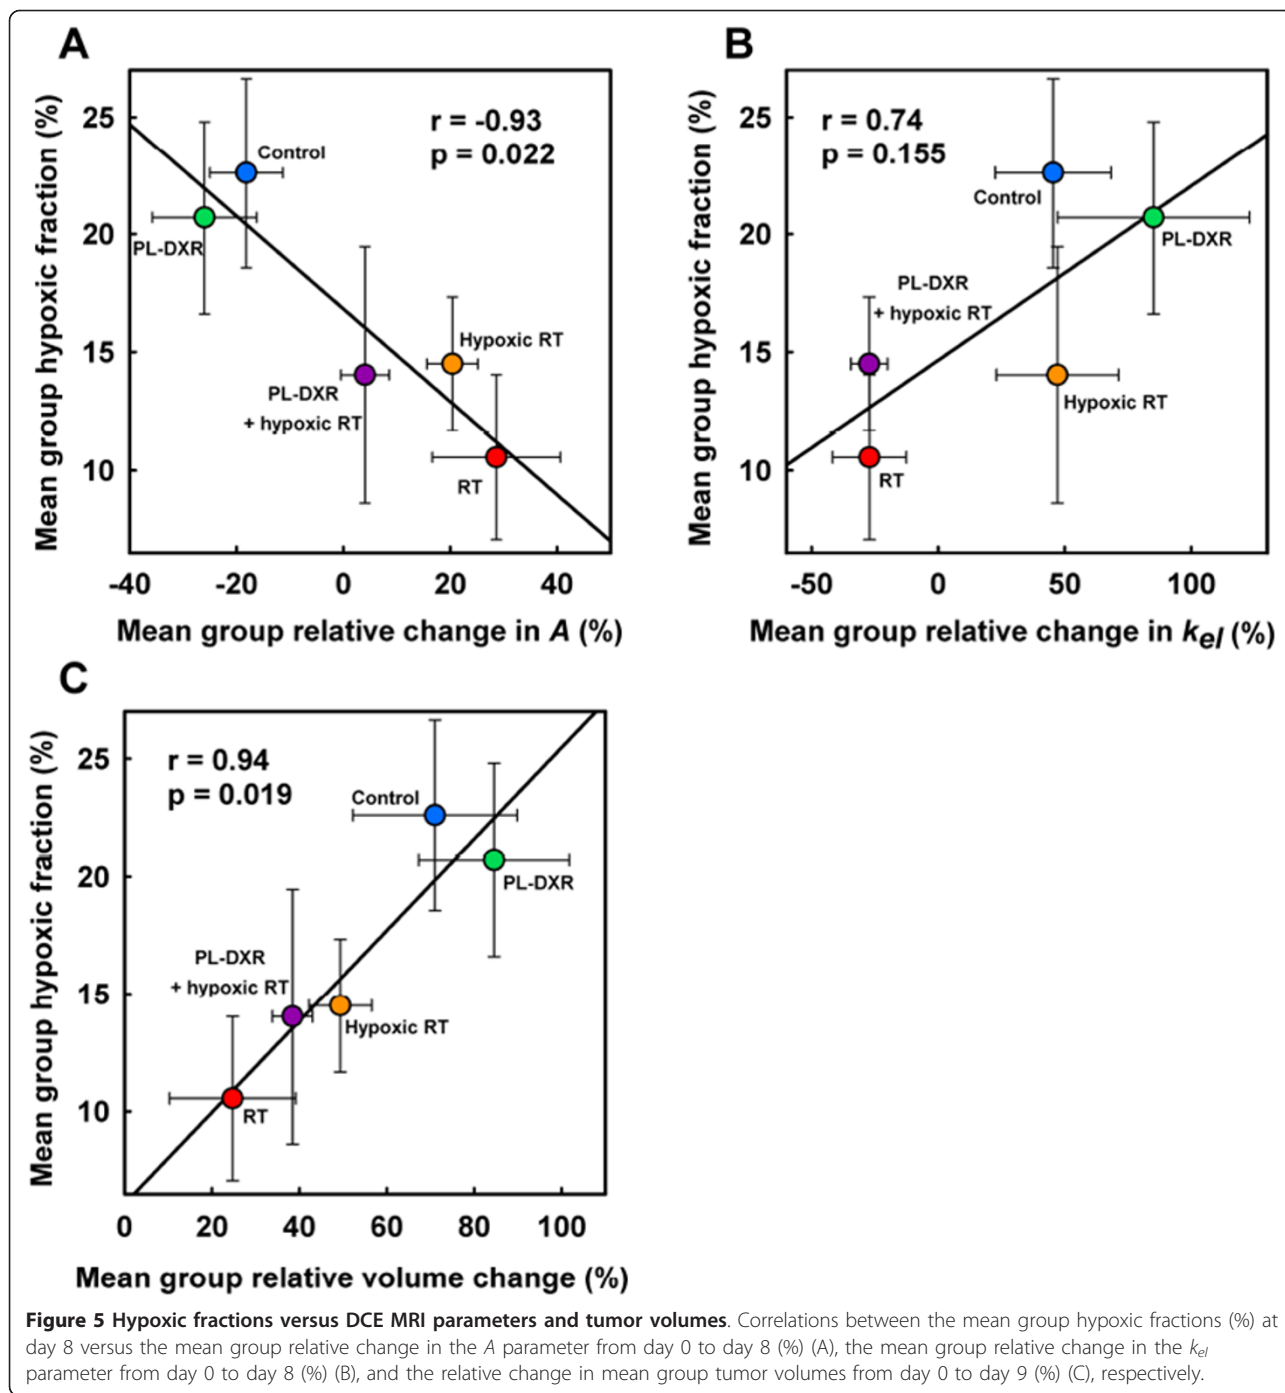 A
Mean group hypoxic fraction (%)
25
20
15
10
r = -0.93
p = 0.022
Control
PL-DXR
Hypoxic RT
PL-DXR
+ hypoxic RT
RT
-40
-20
0
20
40
Mean group relative change in A (%)
B
Mean group hypoxic fraction (%)
25
20
15
10
r = 0.74
p = 0.155
Control
PL-DXR
PL-DXR
+ hypoxic RT
Hypoxic RT
RT
-50
0
50
100
Mean group relative change in kel (%)
C
Mean group hypoxic fraction (%)
25
20
15
10
r = 0.94
p = 0.019
Control
PL-DXR
PL-DXR
+ hypoxic RT
Hypoxic RT
RT
0
20
40
60
80
100
Mean group relative volume change (%)
Figure 5 Hypoxic fractions versus DCE MRI parameters and tumor volumes. Correlations between the mean group hypoxic fractions (%) at
day 8 versus the mean group relative change in the A parameter from day 0 to day 8 (%) (A), the mean group relative change in the kel
parameter from day 0 to day 8 (%) (B), and the relative change in mean group tumor volumes from day 0 to day 9 (%) (C), respectively.